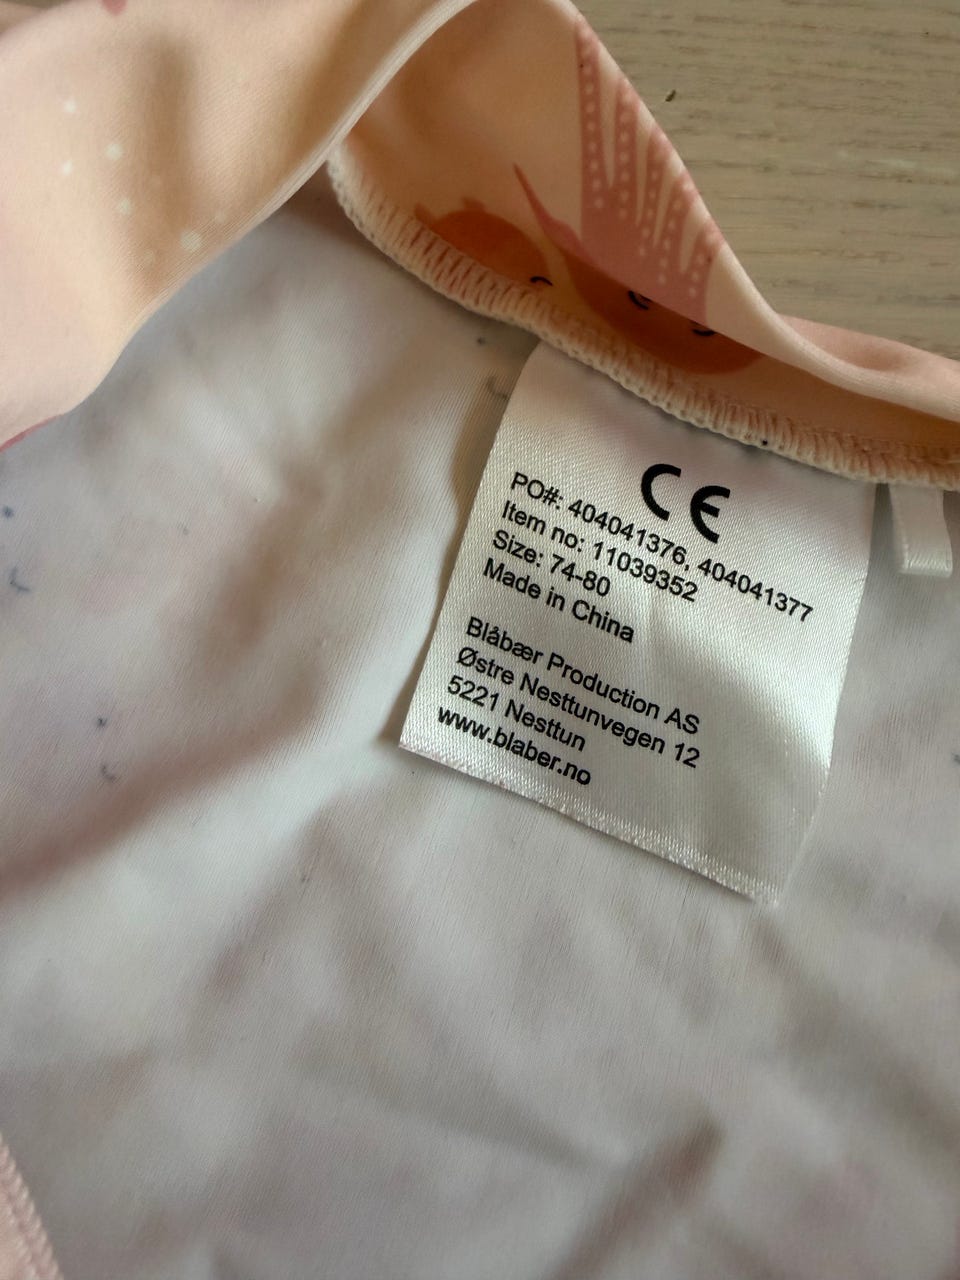 CE
PO#: 404041376, 404041377
Item no: 11039352
Size: 74-80
Made in China
Blåbær Production AS
Østre Nesttunvegen 12
5221 Nesttun
www.blaber.no